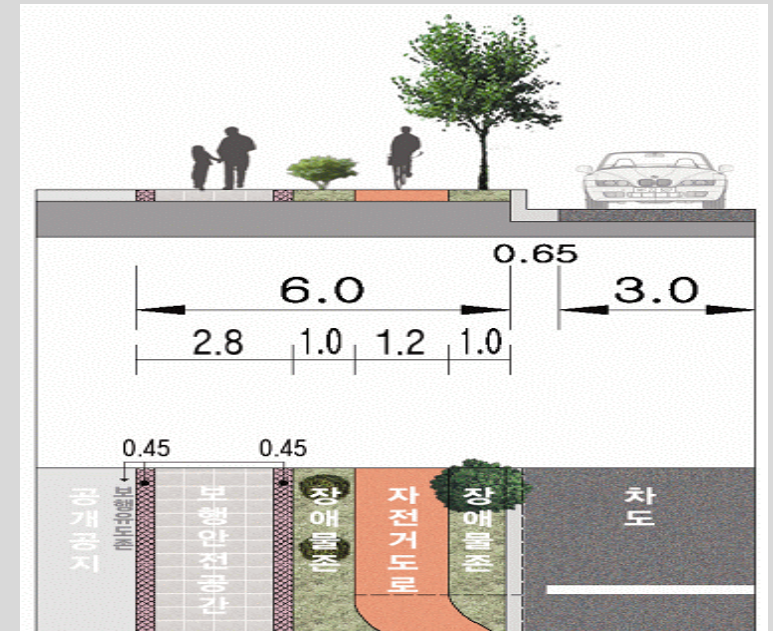 0.65
6.0
3.0
2.8
1.0
1.2
1.0
0.45
0.45
공개공지
보행유도존
보행안전공간
장애물존
자전거도로
장애물존
차도